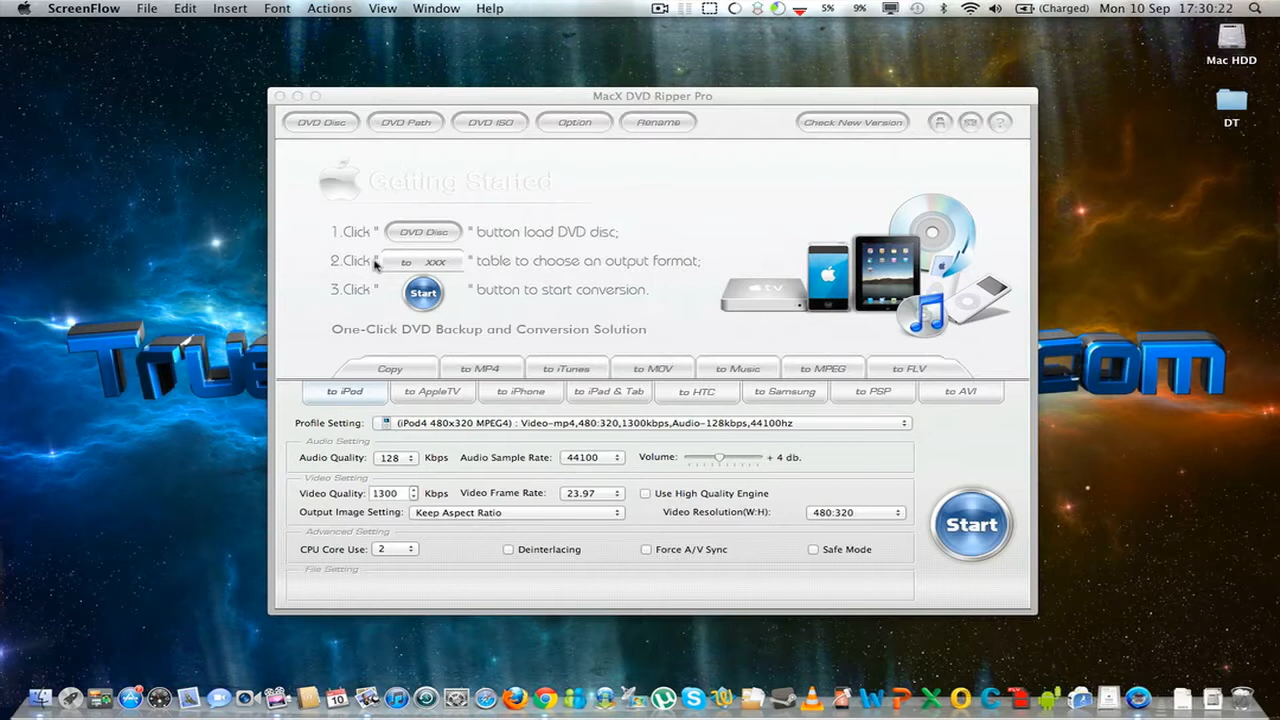 ScreenFlow File Edit Insert Font Actions View Window Help 5% 9% (Charged) Mon 10 Sep 17:30:22
Mac HDD
DT
MacX DVD Ripper Pro
DVD Disc DVD Path DVD ISO Option Rename Check New Version ?
Getting Started
1.Click " DVD Disc " button load DVD disc;
2.Click " to XXX " table to choose an output format;
3.Click " Start " button to start conversion.
One-Click DVD Backup and Conversion Solution
tv
True
com
Copy to MP4 to iTunes to MOV to Music to MPEG to FLV
to iPod to AppleTV to iPhone to iPad & Tab to HTC to Samsung to PSP to AVI
Profile Setting: (iPod4 480x320 MPEG4) : Video-mp4,480:320,1300kbps,Audio-128kbps,44100hz
Audio Setting
Audio Quality: 128 Kbps Audio Sample Rate: 44100 Volume: + 4 db.
Video Setting
Video Quality: 1300 Kbps Video Frame Rate: 23.97 Use High Quality Engine
Output Image Setting: Keep Aspect Ratio Video Resolution(W:H): 480:320
Start
Advanced Setting
CPU Core Use: 2 Deinterlacing Force A/V Sync Safe Mode
File Setting